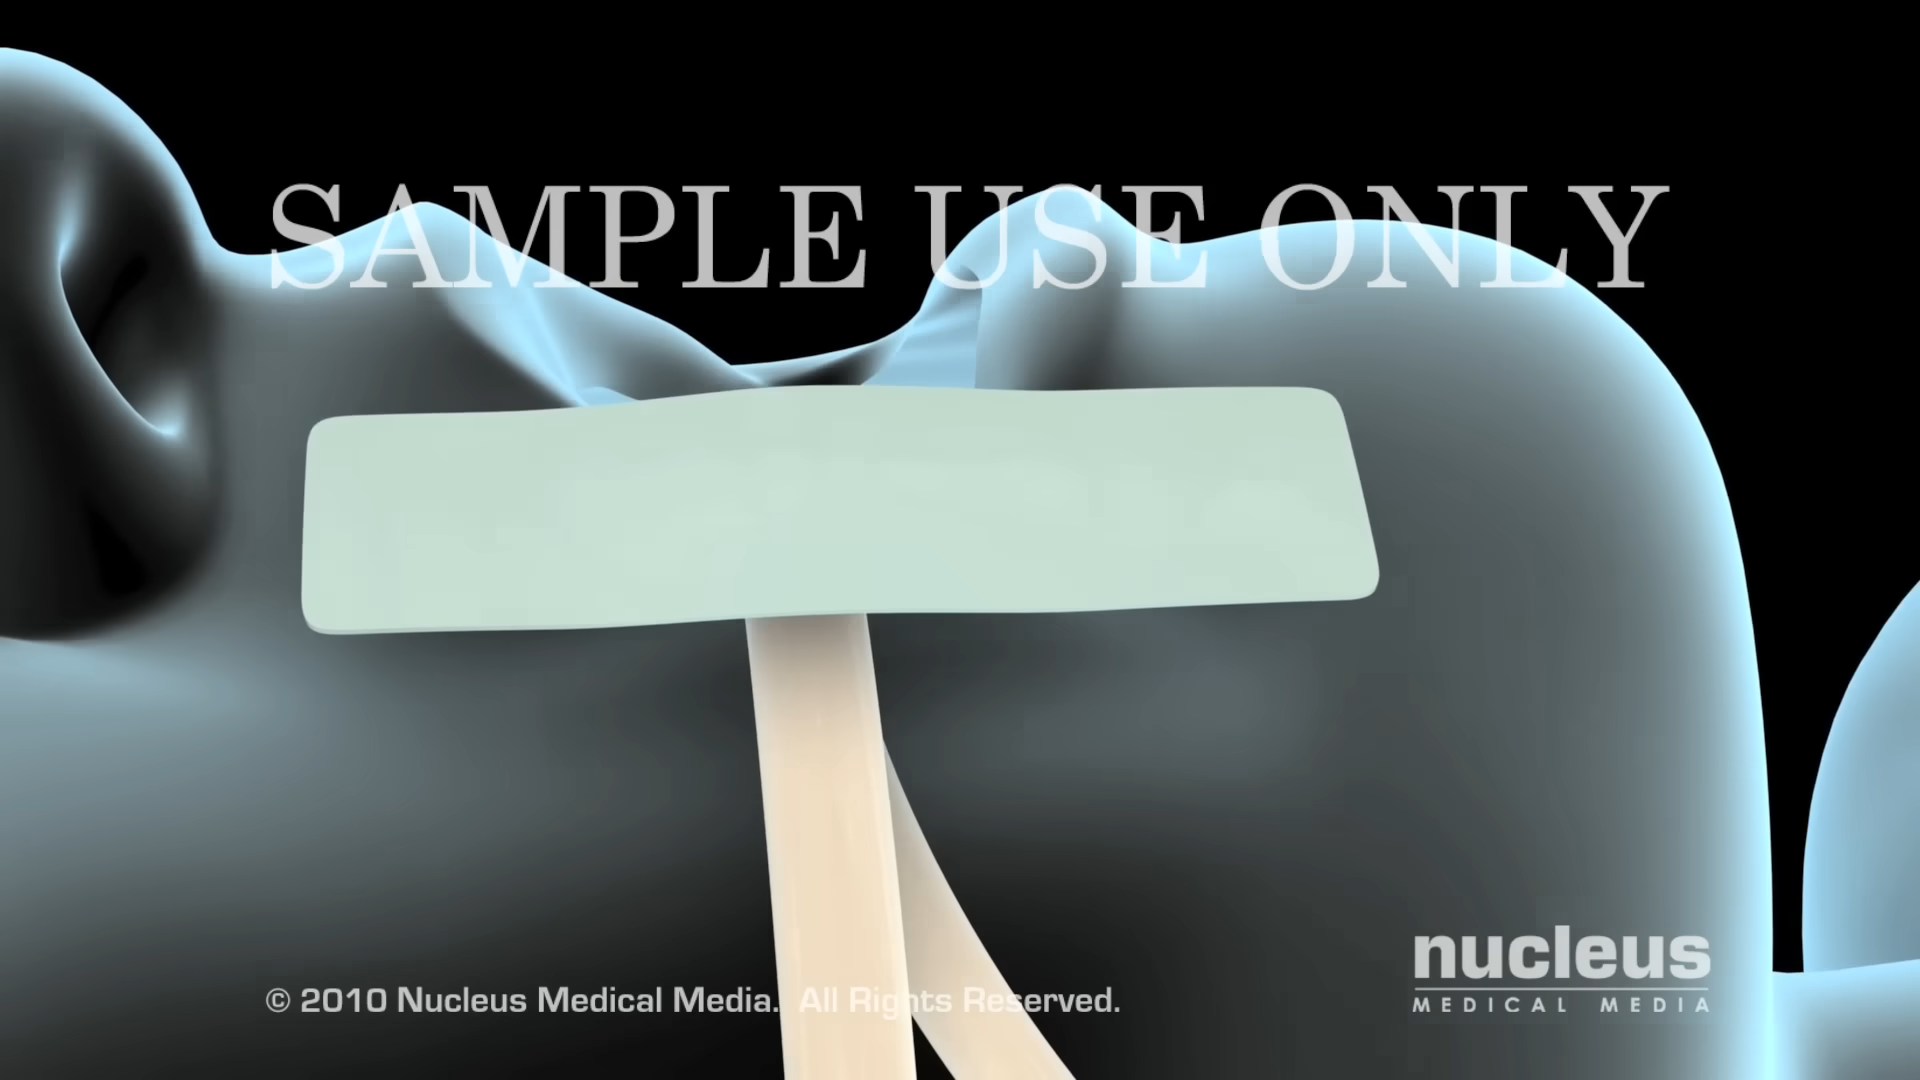 SAMPLE USE ONLY
© 2010 Nucleus Medical Media. All Rights Reserved.
nucleus
MEDICAL MEDIA